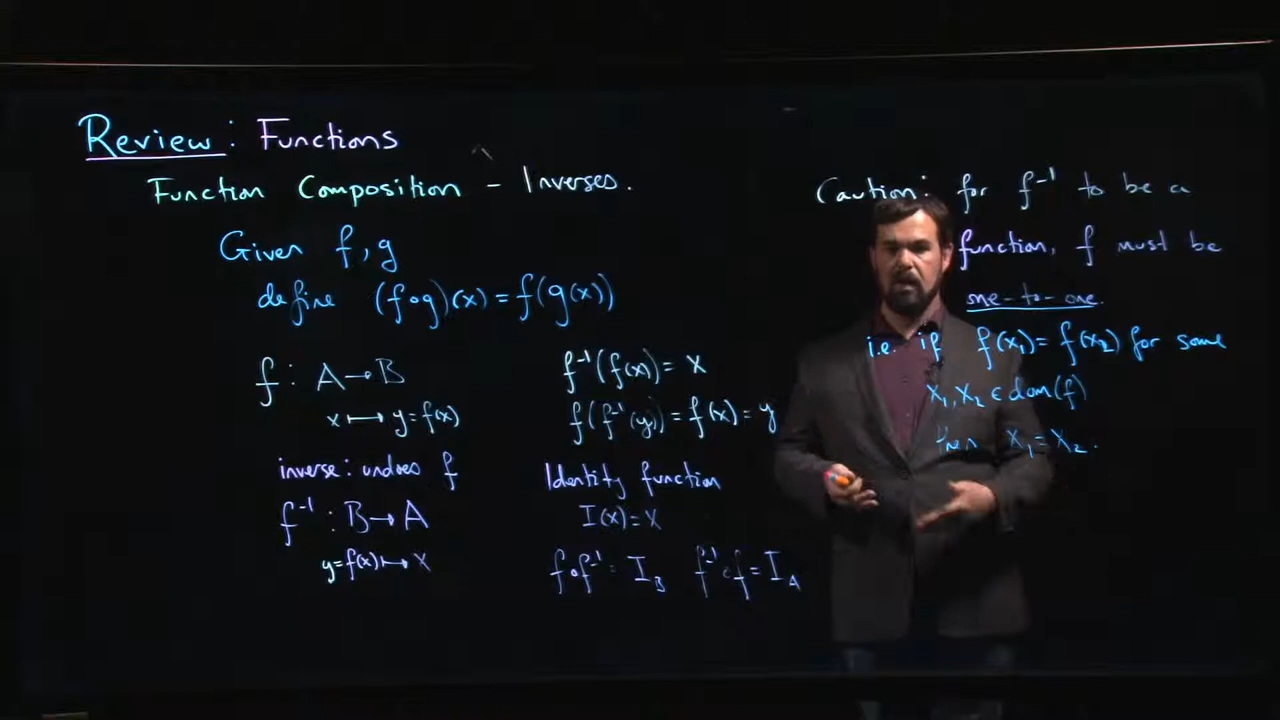 Review: Functions
Function Composition – Inverses.
Given f, g
define (f∘g)(x) = f(g(x))
f : A → B
x ↦ y = f(x)
inverse: undoes f
f⁻¹ : B → A
y = f(x) ↦ x
f⁻¹(f(x)) = x
f(f⁻¹(y)) = f(x) = y
Identity function
I(x) = x
f∘f⁻¹ = I_B f⁻¹∘f = I_A
Caution: for f⁻¹ to be a
function, f must be
one-to-one.
i.e. if f(x₁) = f(x₂) for some
x₁, x₂ ∈ dom(f)
then x₁ = x₂.